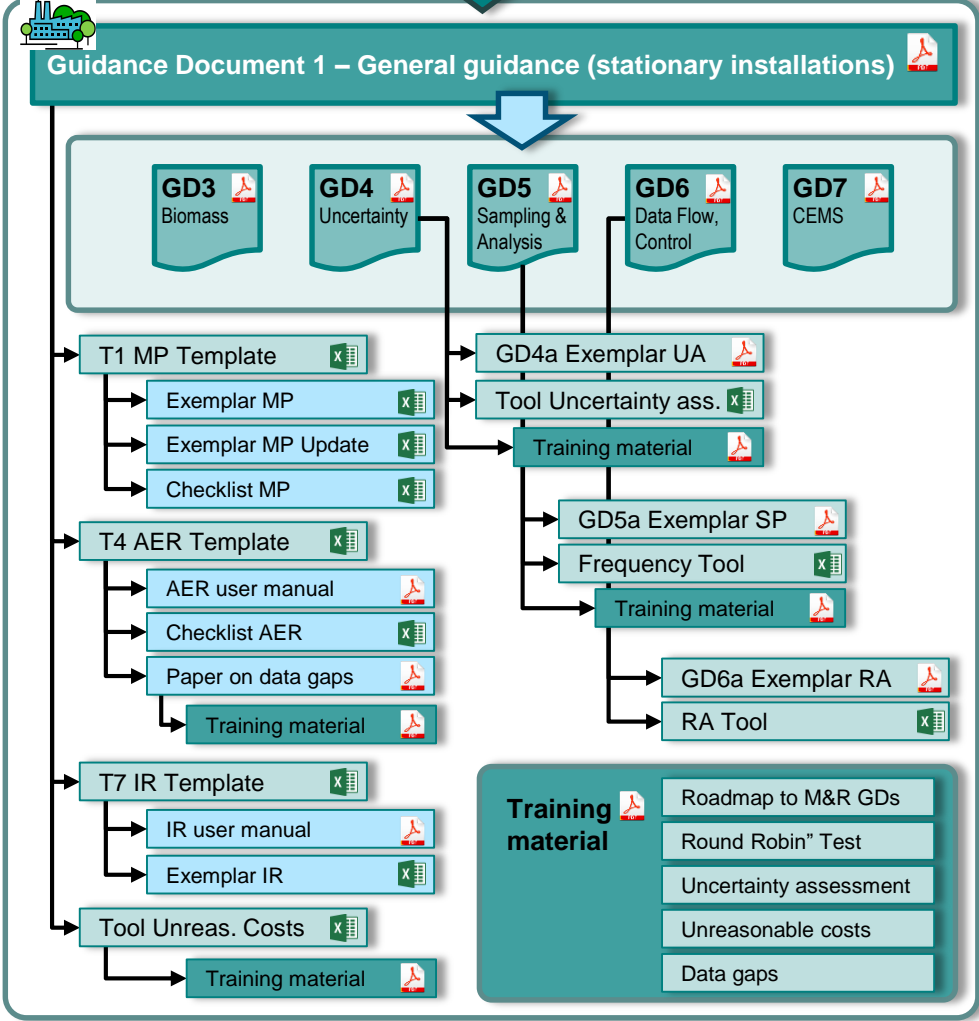 Guidance Document 1 – General guidance (stationary installations)
GD3
Biomass
GD4
Uncertainty
GD5
Sampling &
Analysis
GD6
Data Flow,
Control
GD7
CEMS
T1 MP Template
Exemplar MP
Exemplar MP Update
Checklist MP
T4 AER Template
AER user manual
Checklist AER
Paper on data gaps
Training material
T7 IR Template
IR user manual
Exemplar IR
Tool Unreas. Costs
Training material
GD4a Exemplar UA
Tool Uncertainty ass.
Training material
GD5a Exemplar SP
Frequency Tool
Training material
GD6a Exemplar RA
RA Tool
Training
material
Roadmap to M&R GDs
Round Robin” Test
Uncertainty assessment
Unreasonable costs
Data gaps